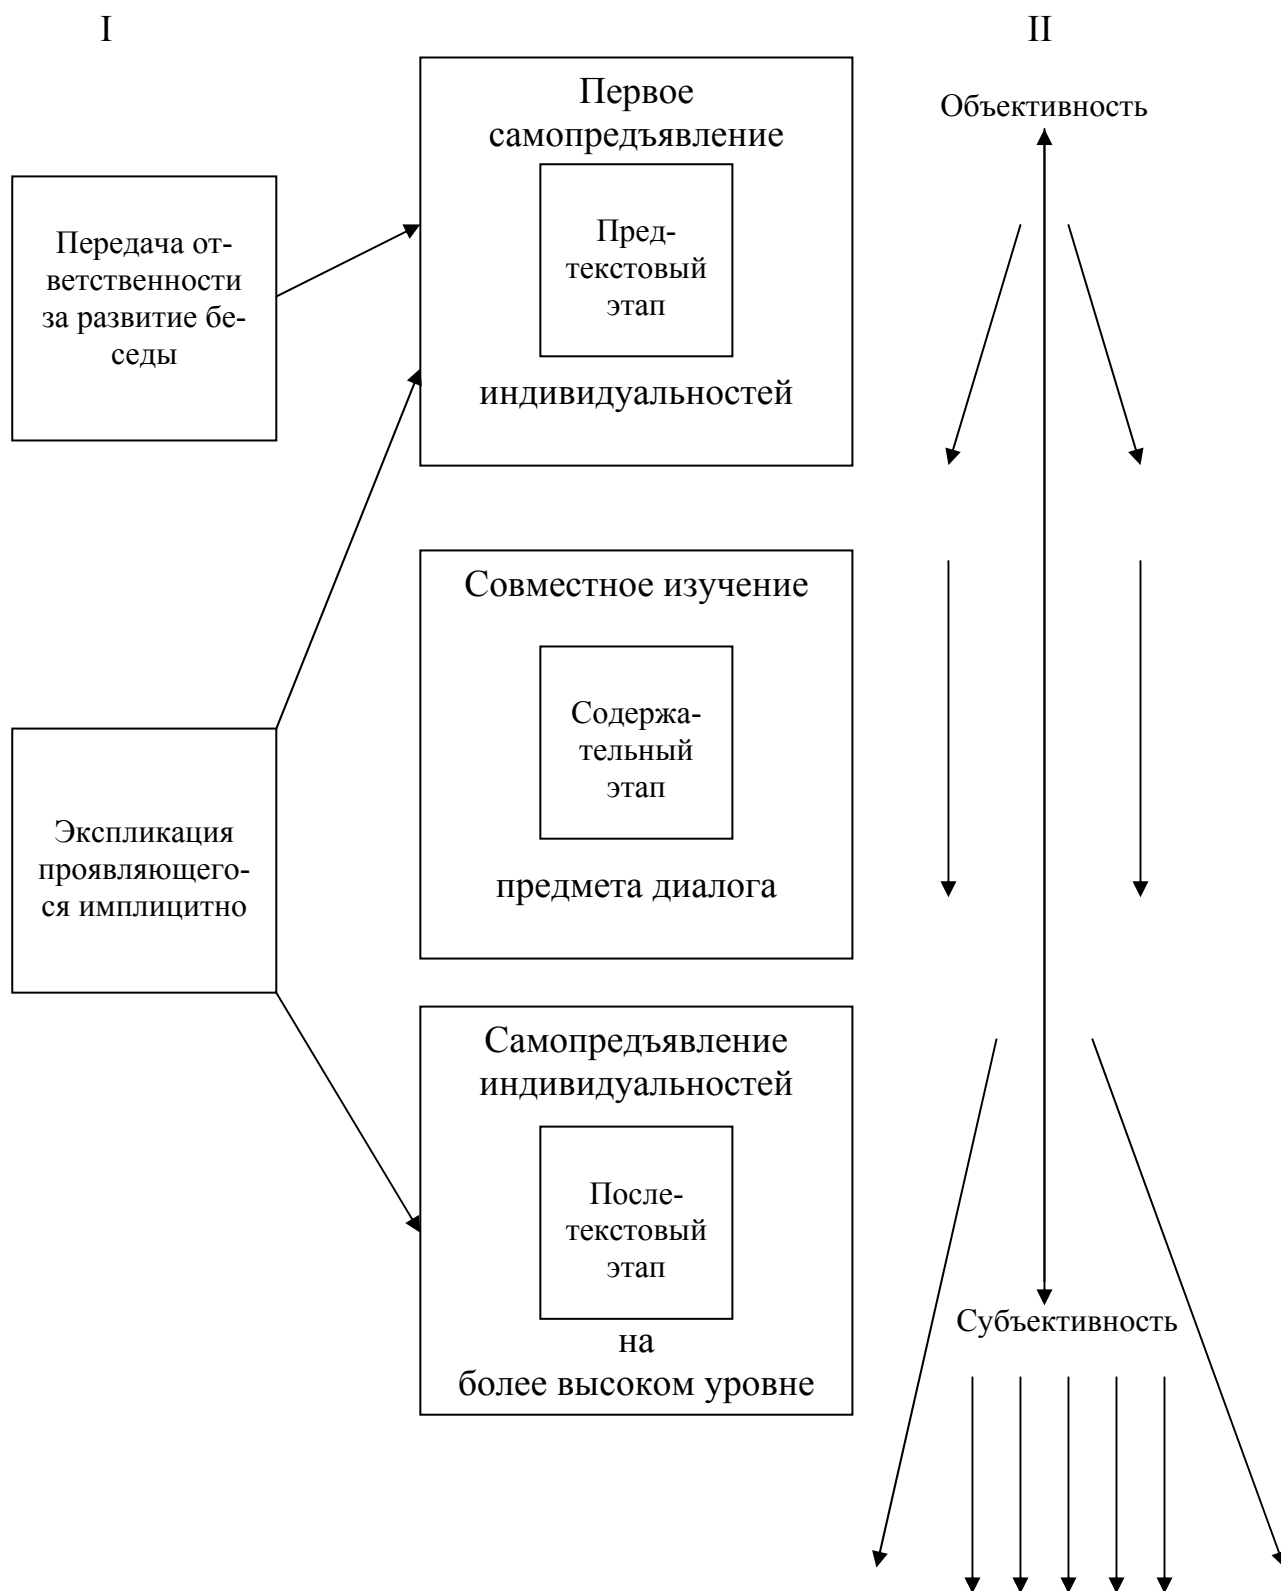 I
II
Передача от-
ветственности
за развитие бе-
седы
Экспликация
проявляющего-
ся имплицитно
Первое
самопредъявление
Пред-
текстовый
этап
индивидуальностей
Совместное изучение
Содержа-
тельный
этап
предмета диалога
Самопредъявление
индивидуальностей
После-
текстовый
этап
на
более высоком уровне
Объективность
Субъективность